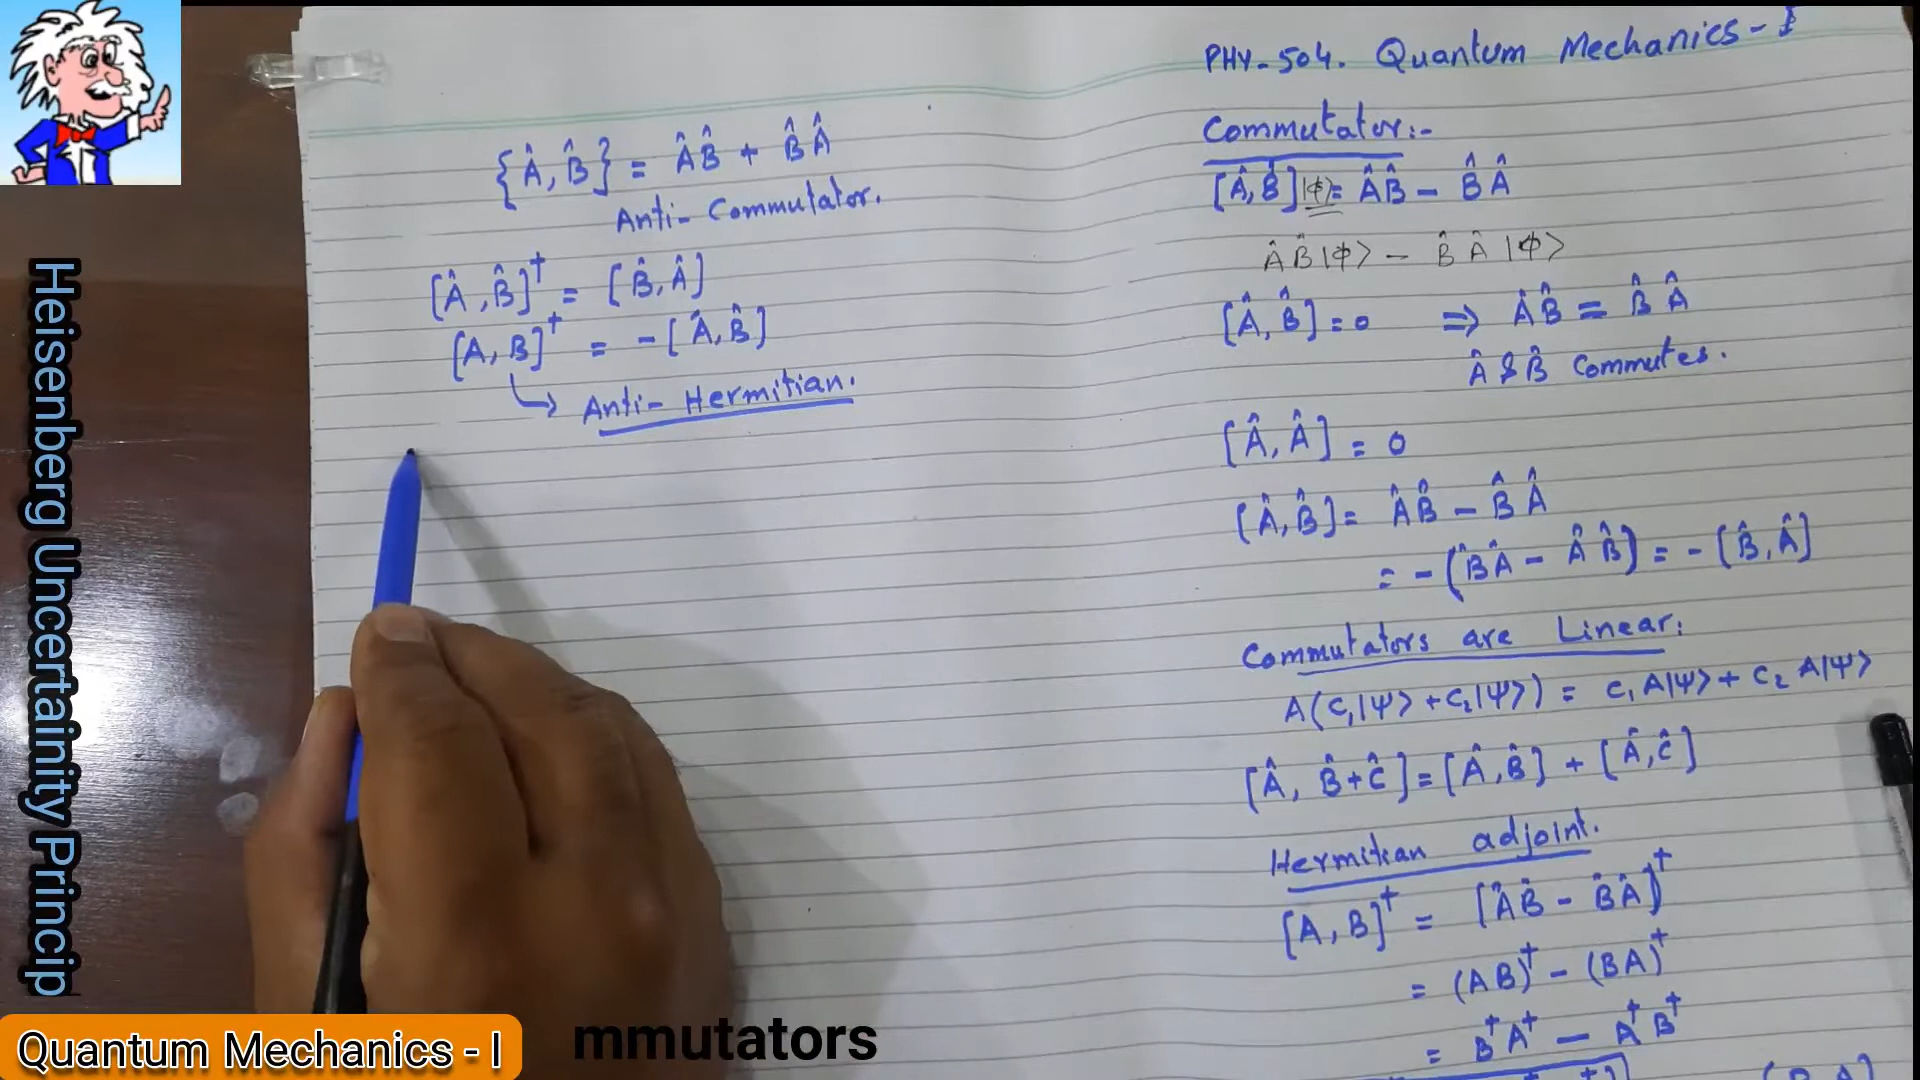 {Â, B̂} = ÂB̂ + B̂Â
Anti-Commutator.
[Â, B̂]† = [B̂, Â]
[A, B]† = -[Â, B̂]
↳ Anti-Hermitian.
PHY-504. Quantum Mechanics-I
Commutator:-
[Â, B̂]|ϕ⟩= ÂB̂ - B̂Â
ÂB̂|ϕ⟩ - B̂Â|ϕ⟩
[Â, B̂] = 0 ⇒ ÂB̂ = B̂Â
Â & B̂ Commutes.
[Â, Â] = 0
[Â, B̂] = ÂB̂ - B̂Â
= -(B̂Â - ÂB̂) = -[B̂, Â]
Commutators are Linear:
A(C₁|Ψ⟩ + C₂|Ψ⟩) = C₁A|Ψ⟩ + C₂A|Ψ⟩
[Â, B̂+Ĉ] = [Â, B̂] + [Â, Ĉ]
Hermitian adjoint.
[A, B]† = [ÂB̂ - B̂Â]†
= (AB)† - (BA)†
= B†A† - A†B†
Heisenberg Uncertainity Princip
Quantum Mechanics - I
mmutators